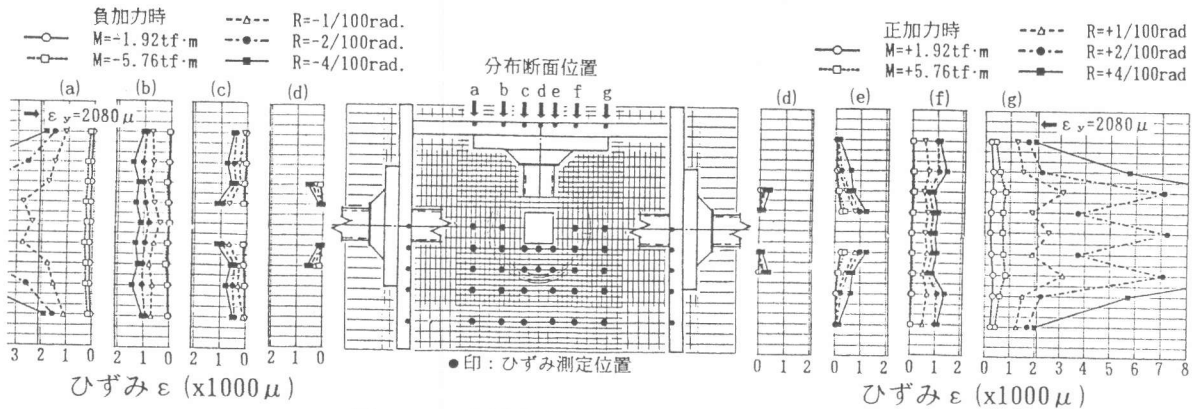 負加力時
M=-1.92tf·m
M=-5.76tf·m
R=-1/100rad.
R=-2/100rad.
R=-4/100rad.
(a)
(b)
(c)
(d)
εy=2080μ
3 2 1 0
2 1 0
2 1 0
2 1 0
ひずみ ε (x1000μ)
分布断面位置
a b c d e f g
●印:ひずみ測定位置
正加力時
M=+1.92tf·m
M=+5.76tf·m
R=+1/100rad
R=+2/100rad
R=+4/100rad
(d)
(e)
(f)
(g)
εy=2080μ
0 1 2
0 1 2
0 1 2
0 1 2 3 4 5 6 7 8
ひずみ ε (x1000μ)